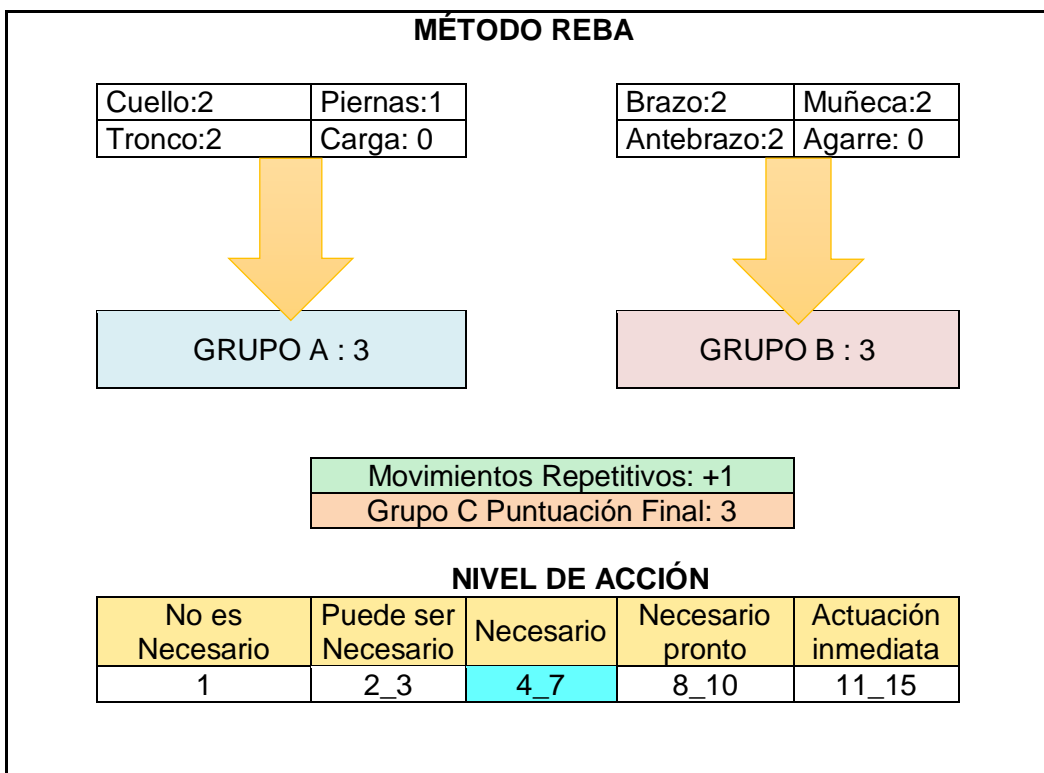 MÉTODO REBA
Cuello:2 Piernas:1
Tronco:2 Carga: 0
Brazo:2 Muñeca:2
Antebrazo:2 Agarre: 0
GRUPO A : 3
GRUPO B : 3
Movimientos Repetitivos: +1
Grupo C Puntuación Final: 3
NIVEL DE ACCIÓN
No es
Necesario
Puede ser
Necesario
Necesario
Necesario
pronto
Actuación
inmediata
1 2_3 4_7 8_10 11_15